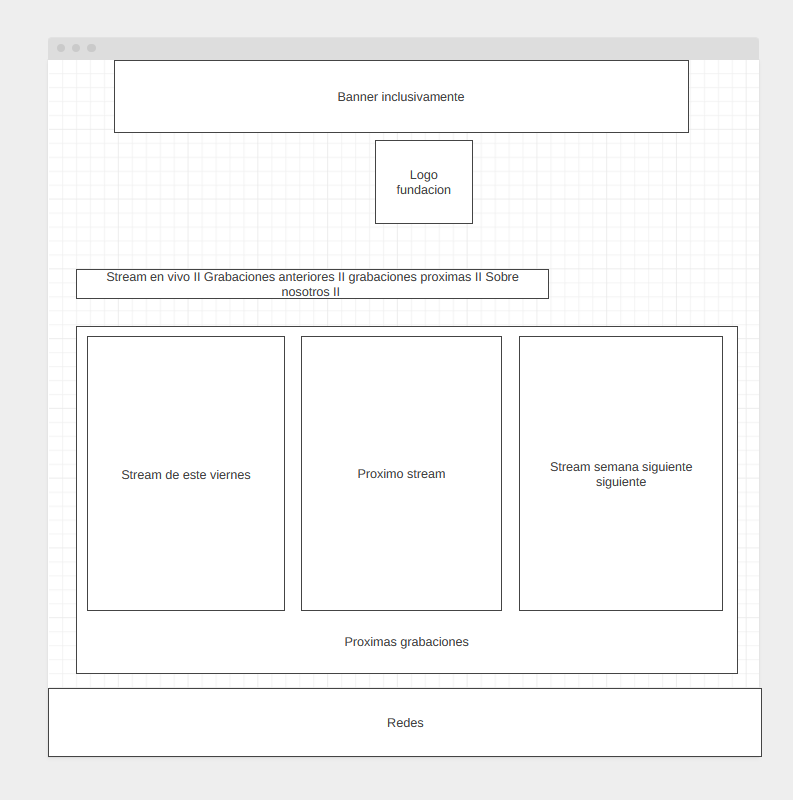 Banner inclusivamente
Logo
fundacion
Stream en vivo II Grabaciones anteriores II grabaciones proximas II Sobre
nosotros II
Stream de este viernes
Proximo stream
Stream semana siguiente
siguiente
Proximas grabaciones
Redes